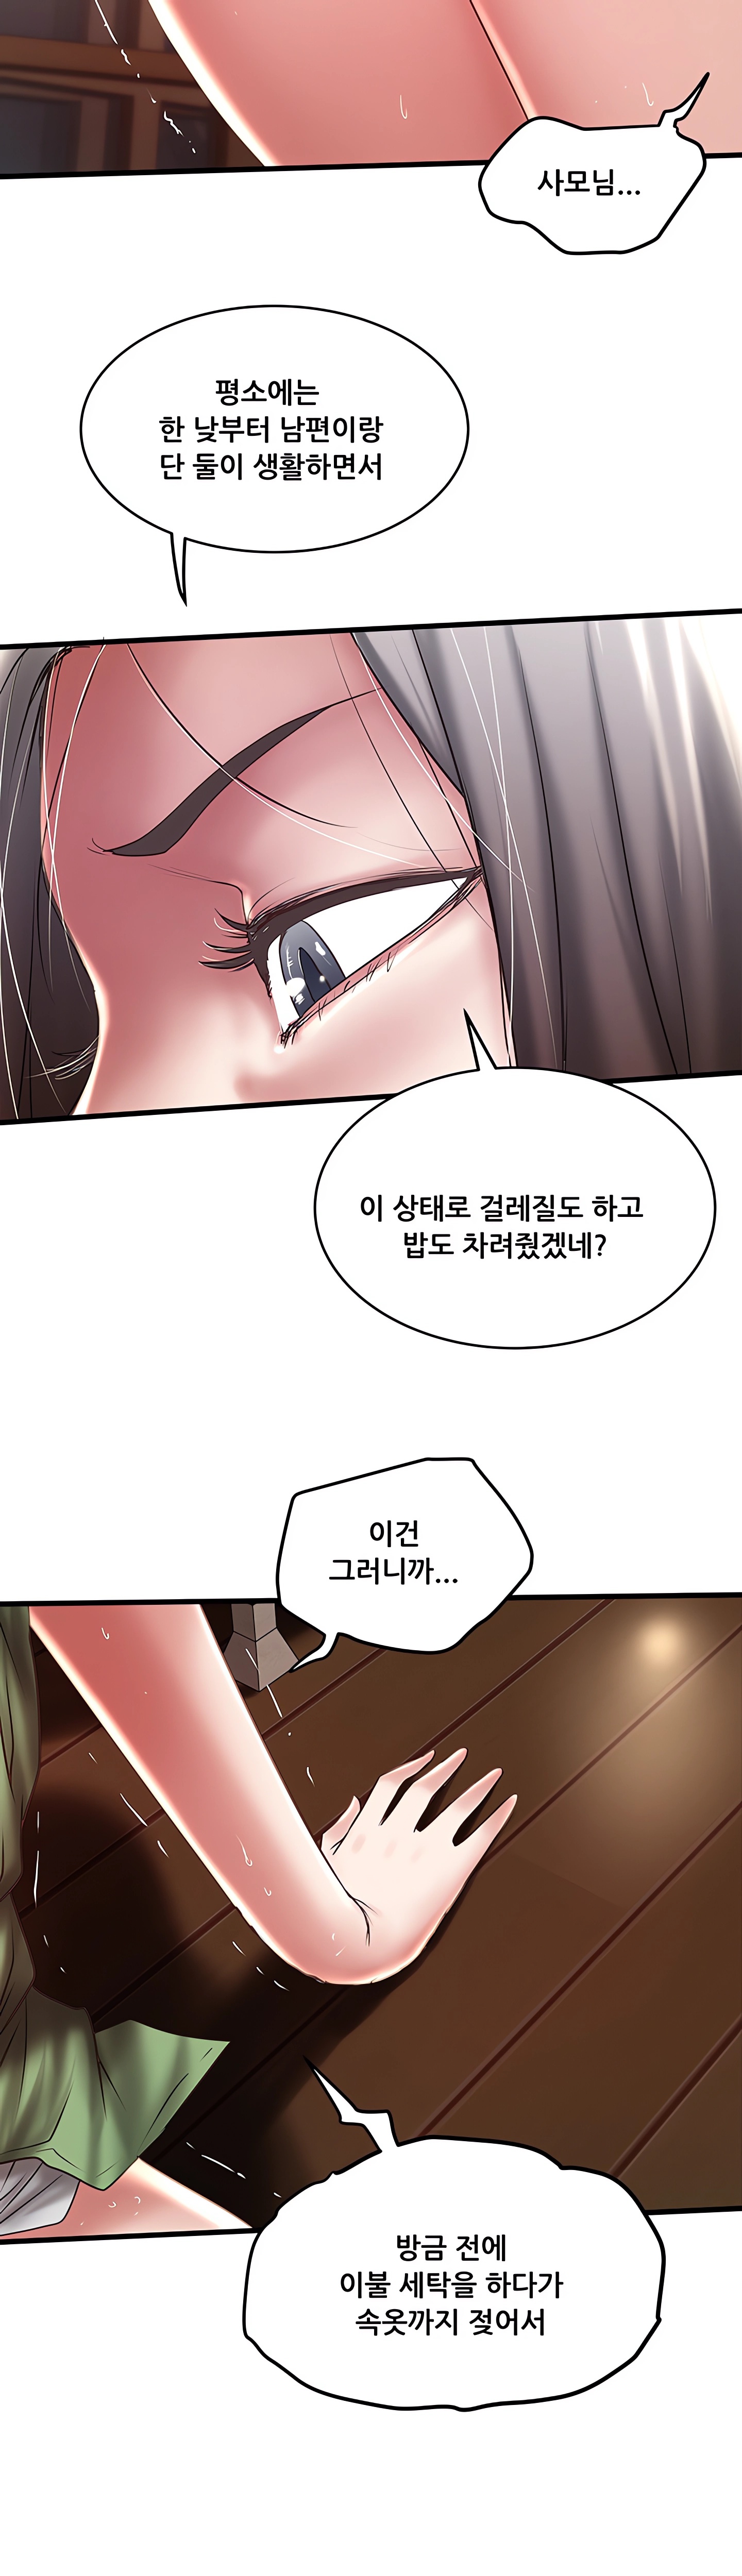 사모님...
평소에는
한 낮부터 남편이랑
단 둘이 생활하면서
이 상태로 걸레질도 하고
밥도 차려줬겠네?
이건
그러니까...
방금 전에
이불 세탁을 하다가
속옷까지 젖어서